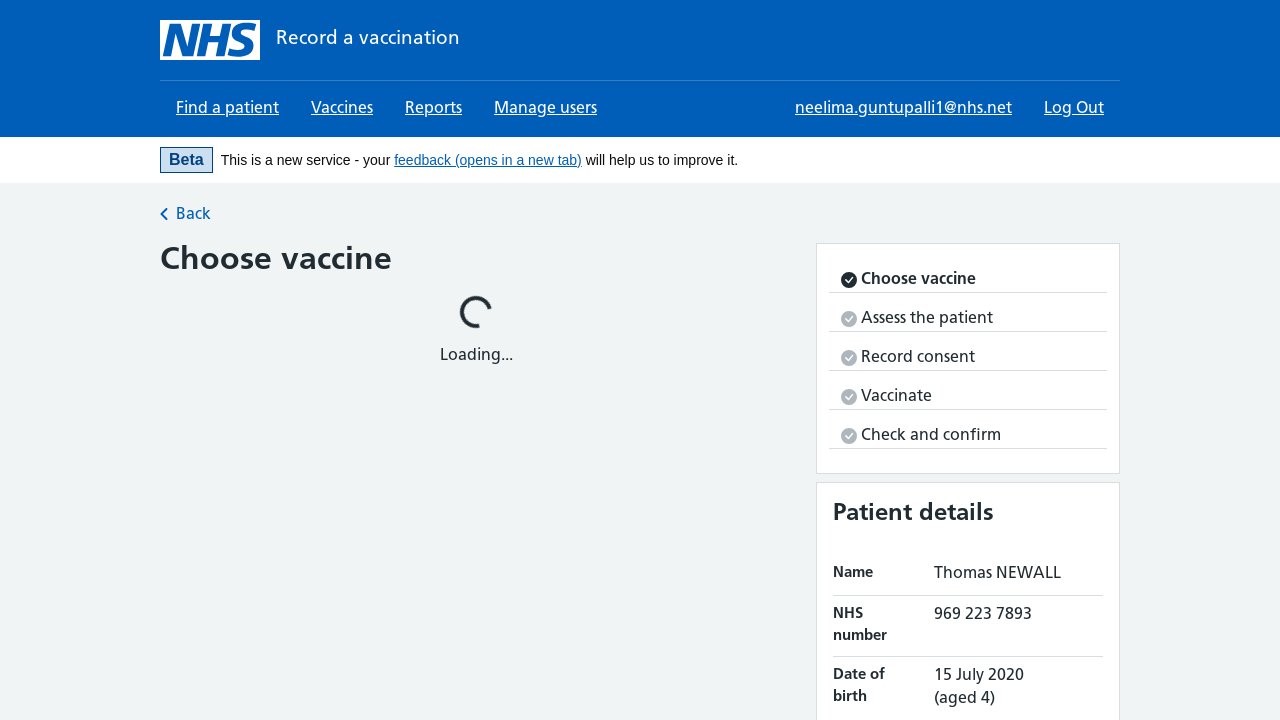 NHS Record a vaccination
Find a patient Vaccines Reports Manage users neelima.guntupalli1@nhs.net Log Out
Beta This is a new service - your feedback (opens in a new tab) will help us to improve it.
Back
Choose vaccine
Loading...
Choose vaccine
Assess the patient
Record consent
Vaccinate
Check and confirm
Patient details
Name Thomas NEWALL
NHS number 969 223 7893
Date of birth 15 July 2020
(aged 4)